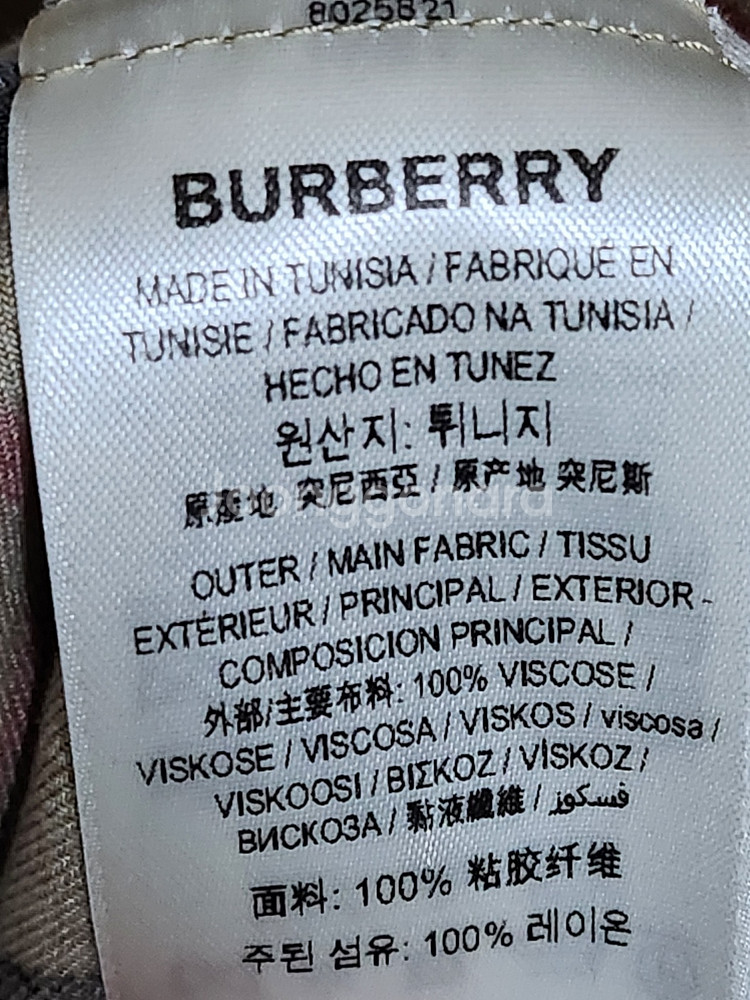 8025821
BURBERRY
MADE IN TUNISIA / FABRIQUÉ EN
TUNISIE / FABRICADO NA TUNISIA /
HECHO EN TUNEZ
원산지: 튀니지
原產地 突尼西亞 / 原产地 突尼斯
OUTER / MAIN FABRIC / TISSU
EXTÉRIEUR / PRINCIPAL / EXTERIOR -
COMPOSICION PRINCIPAL /
外部/主要布料: 100% VISCOSE /
VISKOSE / VISCOSA / VISKOS / viscosa /
VISKOOSI / ΒΙΣΚΟΖ / VİSKOZ /
ВИСКОЗА / 黏液纖維 / فسكوز
面料: 100% 粘胶纤维
주된 섬유: 100% 레이온